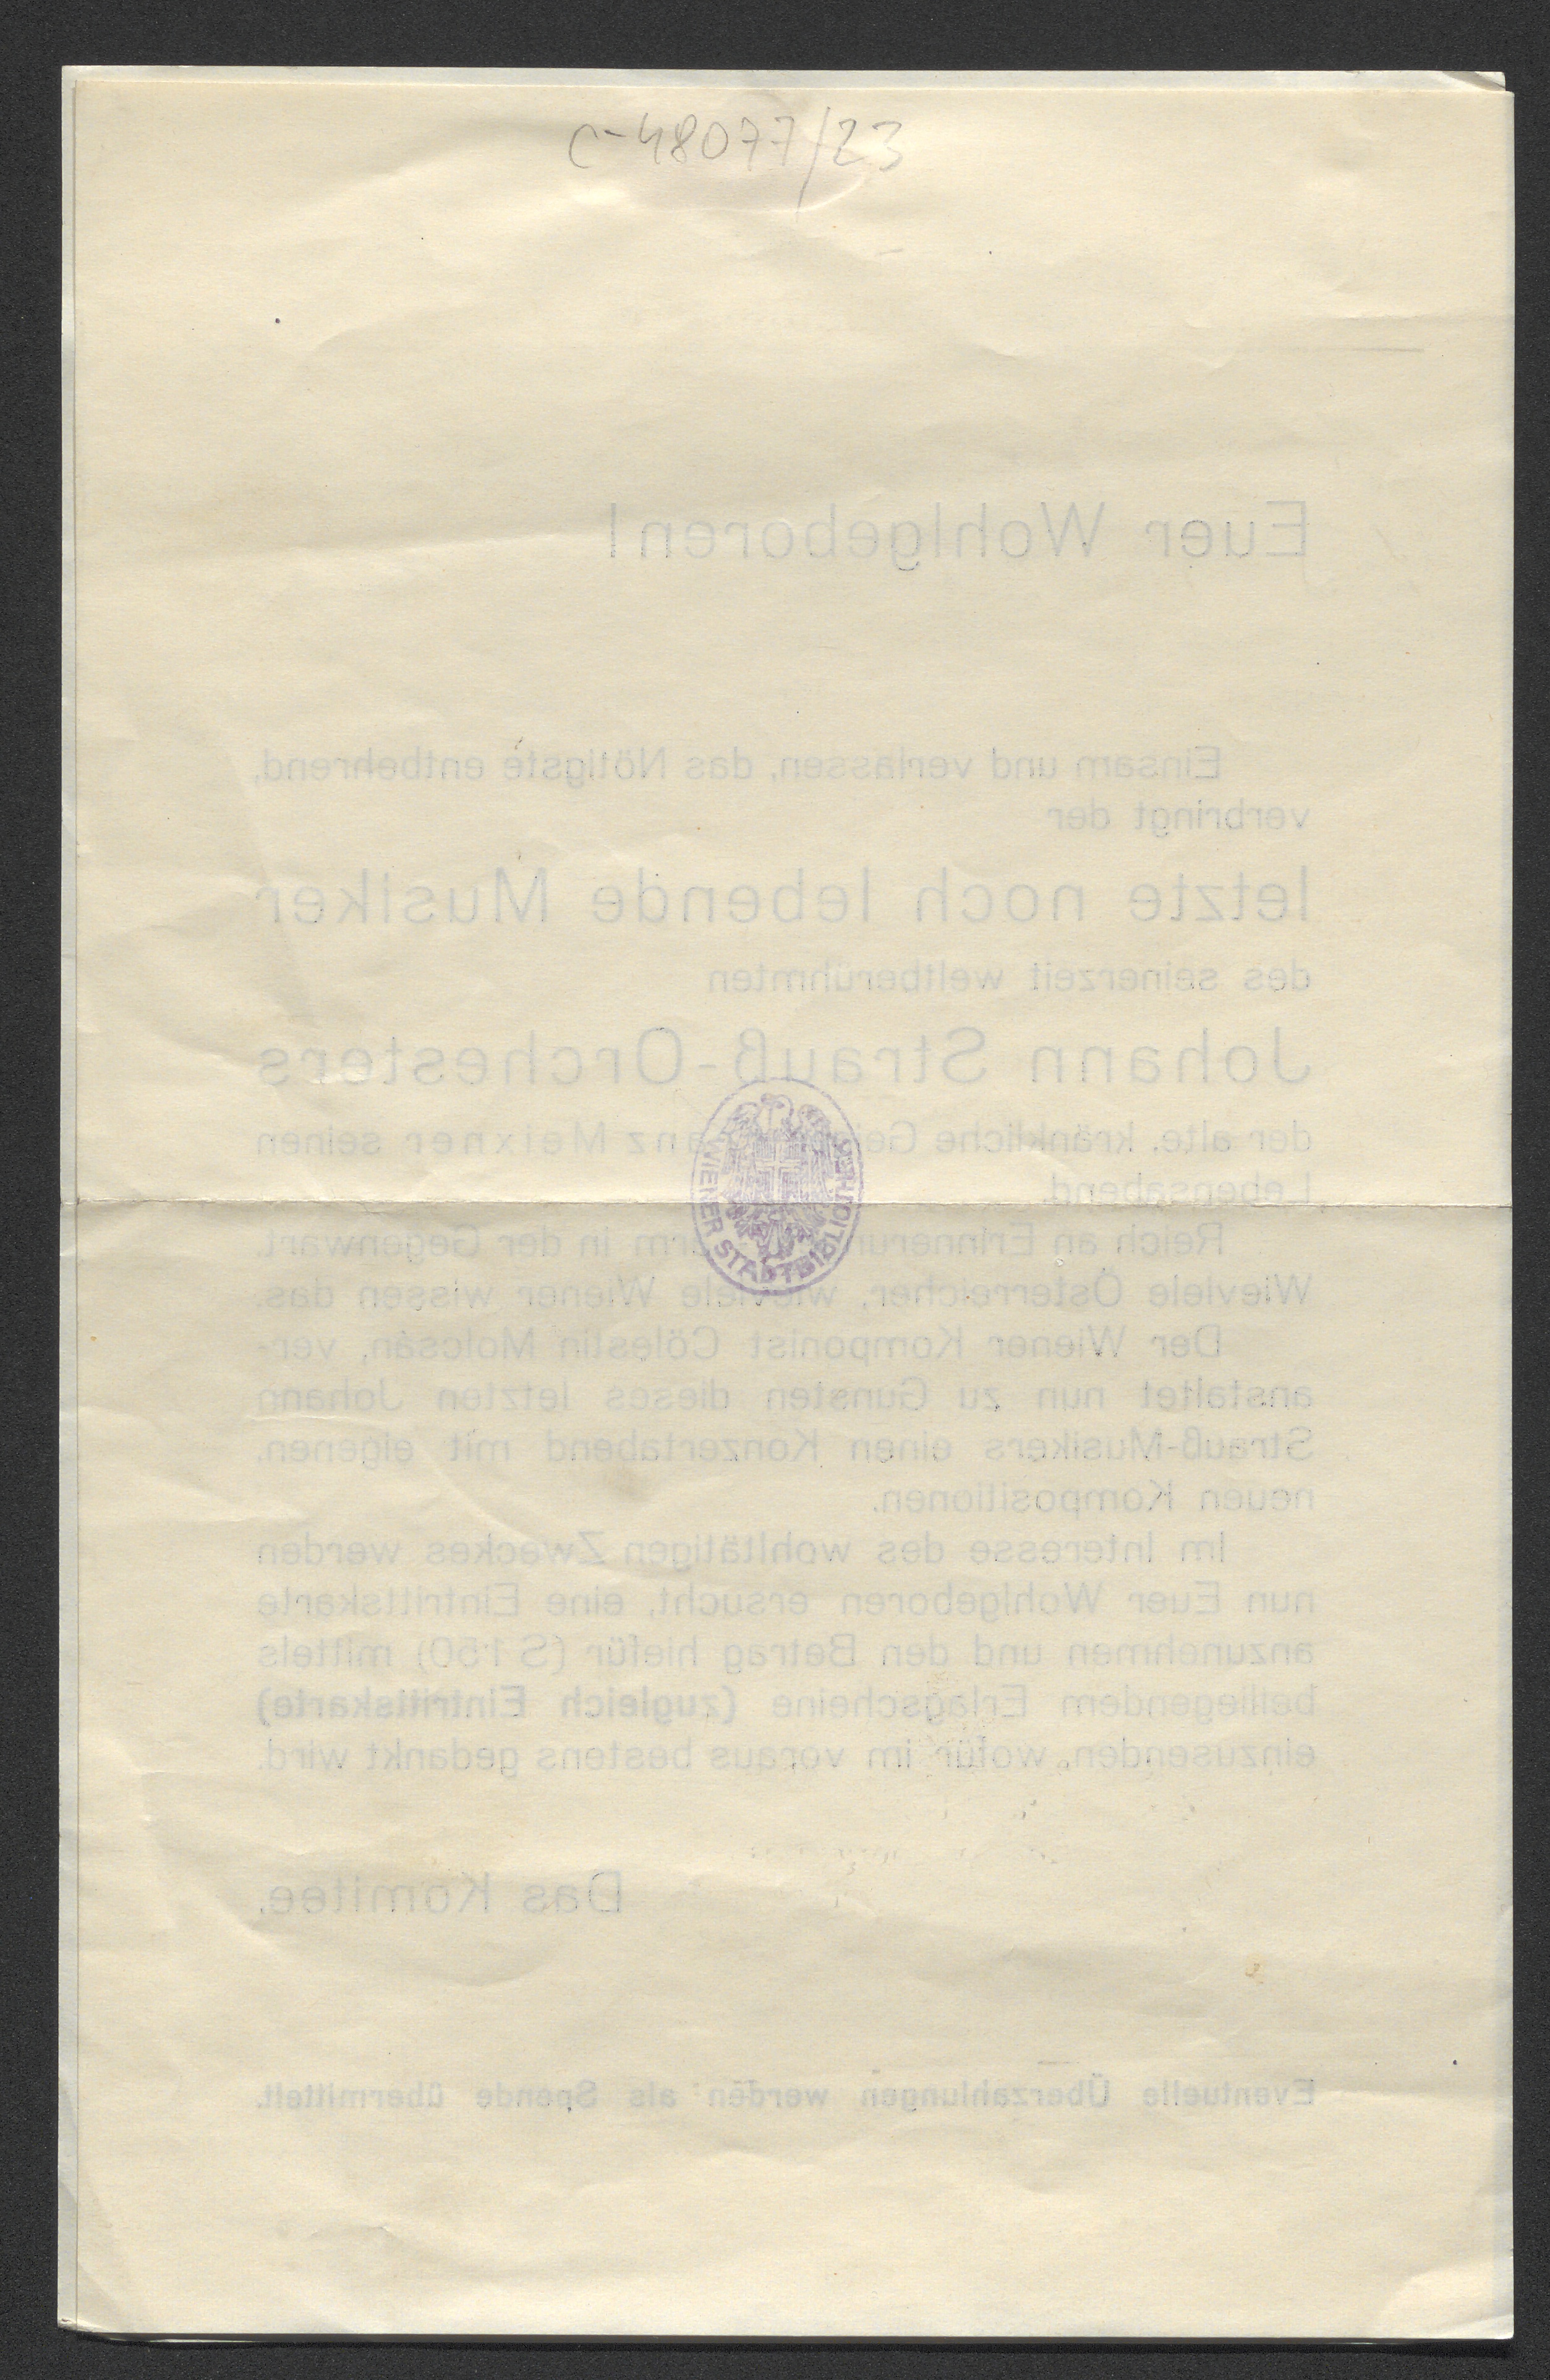 C-48077/23
Euer Wohlgeboren!
Einsam und verlassen, das Nötigste entbehrend,
verbringt der
letzte noch lebende Musiker
des seinerzeit weltberühmten
Johann Strauß-Orchesters
der alte, kränkliche Franz Meixner seinen
Lebensabend.
Reich an arm in der Gegenwart.
Wieviele Österreicher, wieviele Wiener wissen das.
Der Wiener Komponist Cölestin Molcsán, ver-
anstaltet nun zu Gunsten dieses letzten Johann
Strauß-Musikers einen Konzertabend mit eigenen,
neuen Kompositionen.
Im Interesse des wohltätigen Zweckes werden
nun Euer Wohlgeboren ersucht, eine Eintrittskarte
anzunehmen und den Betrag hiefür (S 1·50) mittels
beiliegendem Erlagscheine (zugleich Eintrittskarte)
einzusenden, wofür im voraus bestens gedankt wird.
Das Komitee.
Eventuelle Überzahlungen werden als Spende übermittelt.
WIENER STADTBIBLIOTHEK